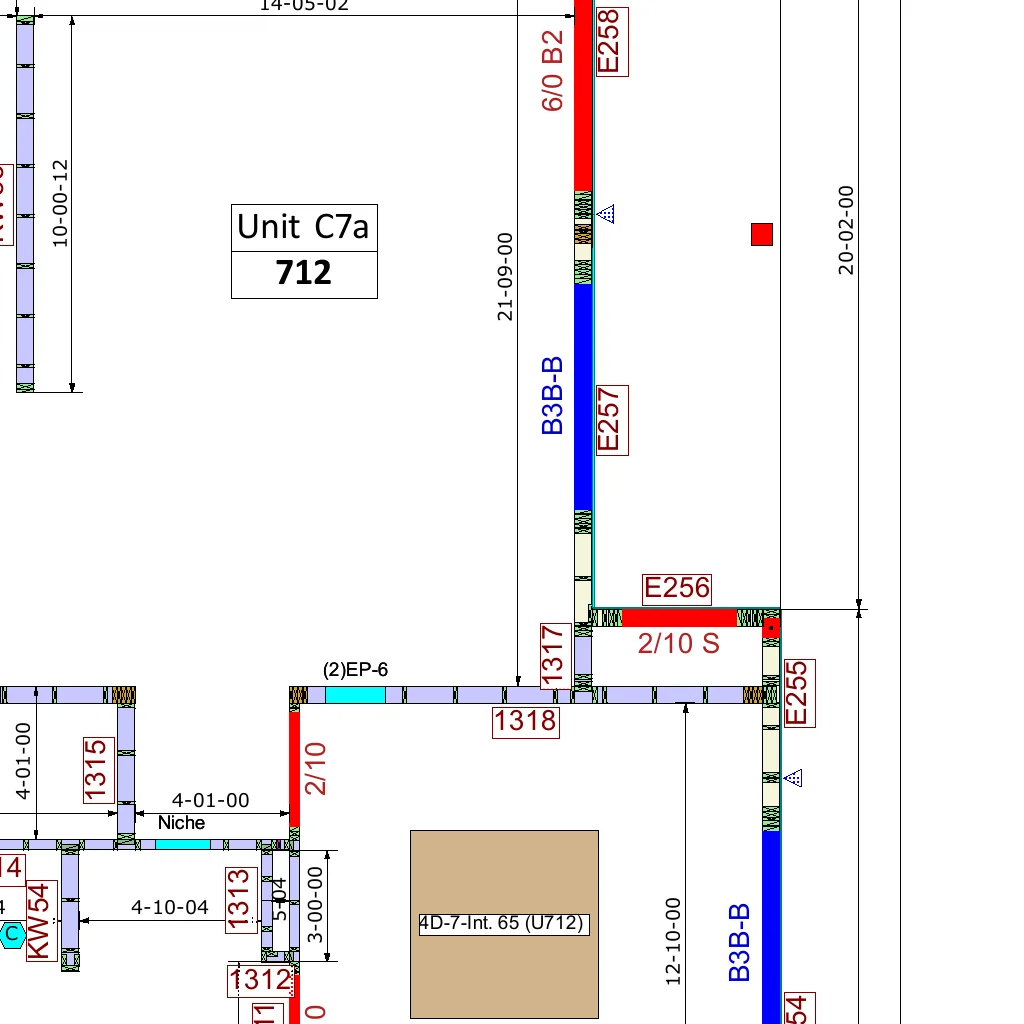 14-05-02
E258
6/0 B2
10-00-12
20-02-00
Unit C7a
712
21-09-00
B3B-B
E257
E256
2/10 S
1317
(2)EP-6
E255
1318
4-01-00
1315
2/10
4-01-00
Niche
14
KW54
1313
5-04
3-00-00
4-10-04
4D-7-Int. 65 (U712)
C
12-10-00
B3B-B
1312
11
0
54